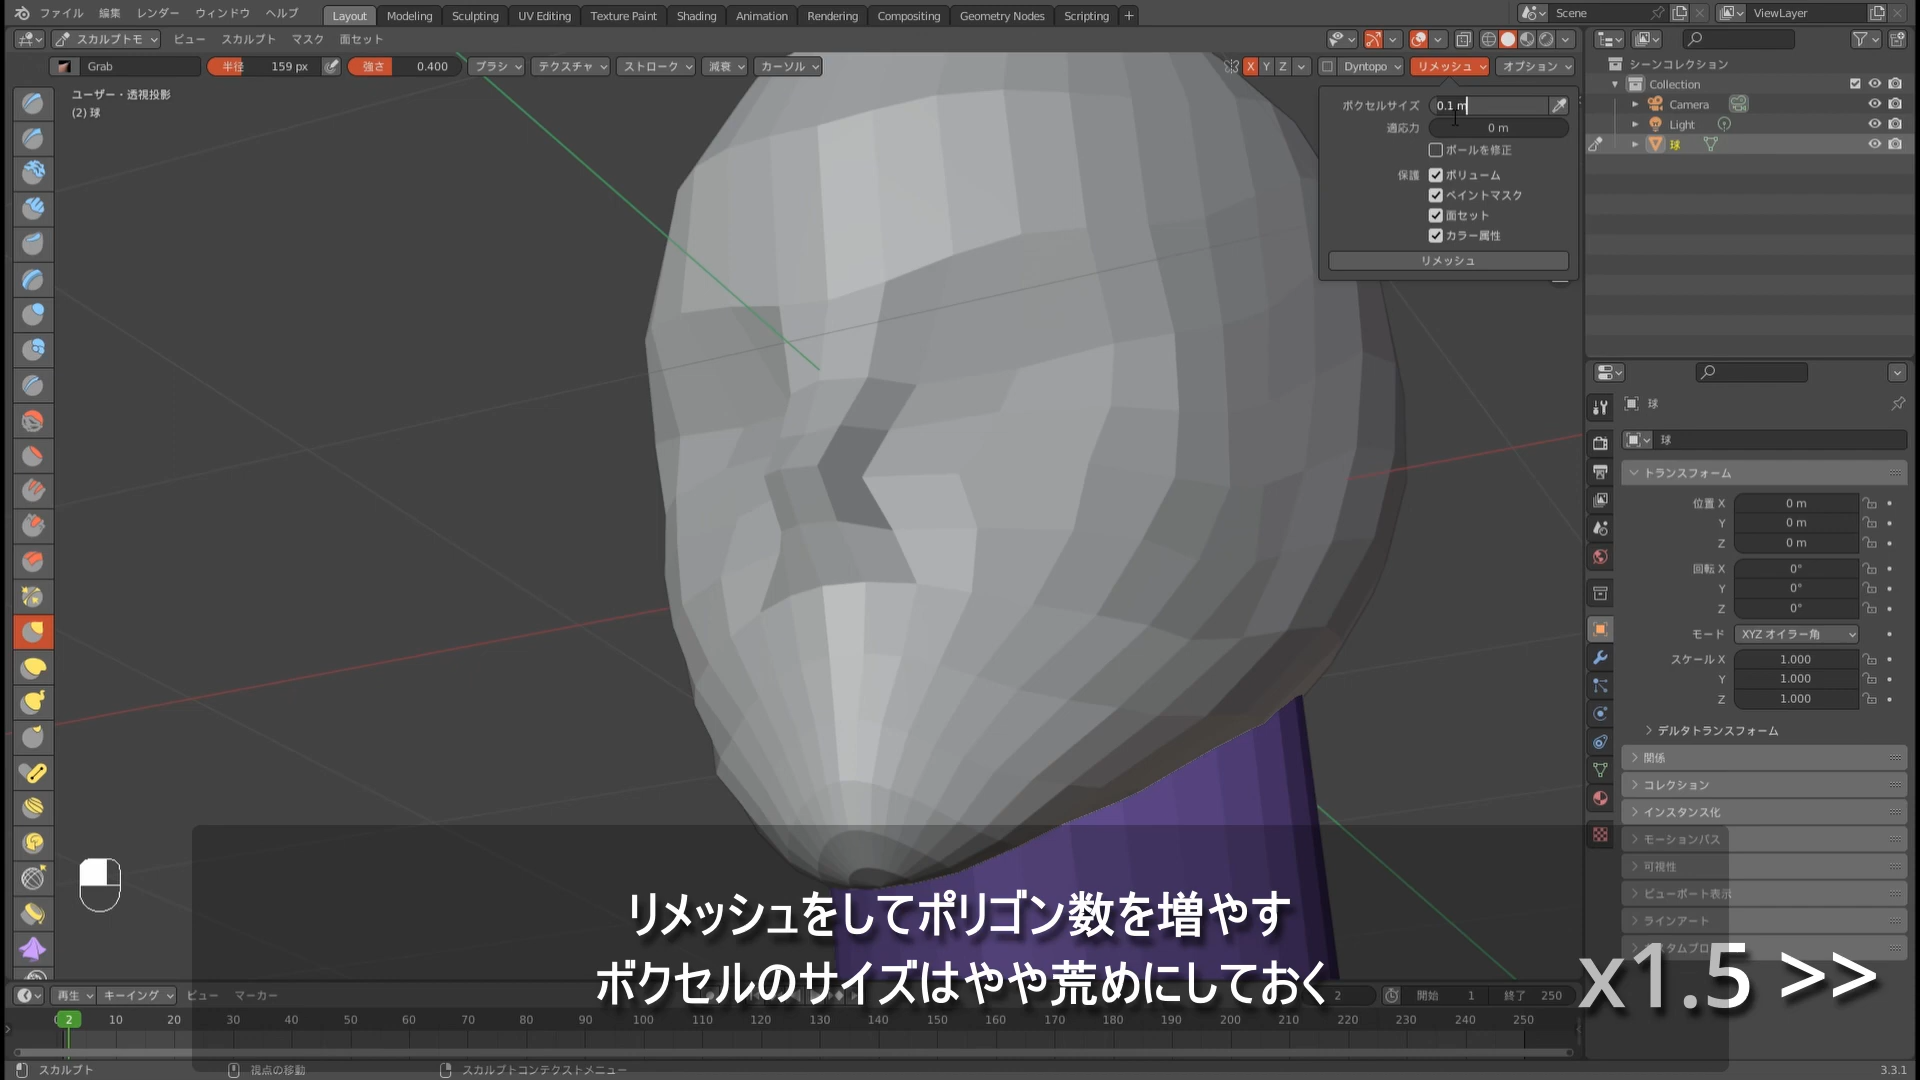 ファイル 編集 レンダー ウィンドウ ヘルプ Layout Modeling Sculpting UV Editing Texture Paint Shading Animation Rendering Compositing Geometry Nodes Scripting + Scene ViewLayer
スカルプトモ ビュー スカルプト マスク 面セット
Grab 半径 159 px 強さ 0.400 ブラシ テクスチャ ストローク 減衰 カーソル X Y Z Dyntopo リメッシュ オプション
ユーザー・透視投影
(2) 球
ボクセルサイズ 0.1 m
適応力 0 m
ポールを修正
保護 ボリューム
ペイントマスク
面セット
カラー属性
リメッシュ
シーンコレクション
Collection
Camera
Light
球
球
球
トランスフォーム
位置 X 0 m
Y 0 m
Z 0 m
回転 X 0°
Y 0°
Z 0°
モード XYZ オイラー角
スケール X 1.000
Y 1.000
Z 1.000
デルタトランスフォーム
関係
コレクション
インスタンス化
モーションパス
可視性
ビューポート表示
ラインアート
タムプロ
リメッシュをしてポリゴン数を増やす
ボクセルのサイズはやや荒めにしておく
x1.5 >>
再生 キーイング ビュー マーカー 2 開始 1 終了 250
0 2 10 20 30 40 50 60 70 80 90 100 110 120 130 140 150 160 170 180 190 200 210 220 230 240 250
スカルプト 視点の移動 スカルプトコンテクストメニュー 3.3.1